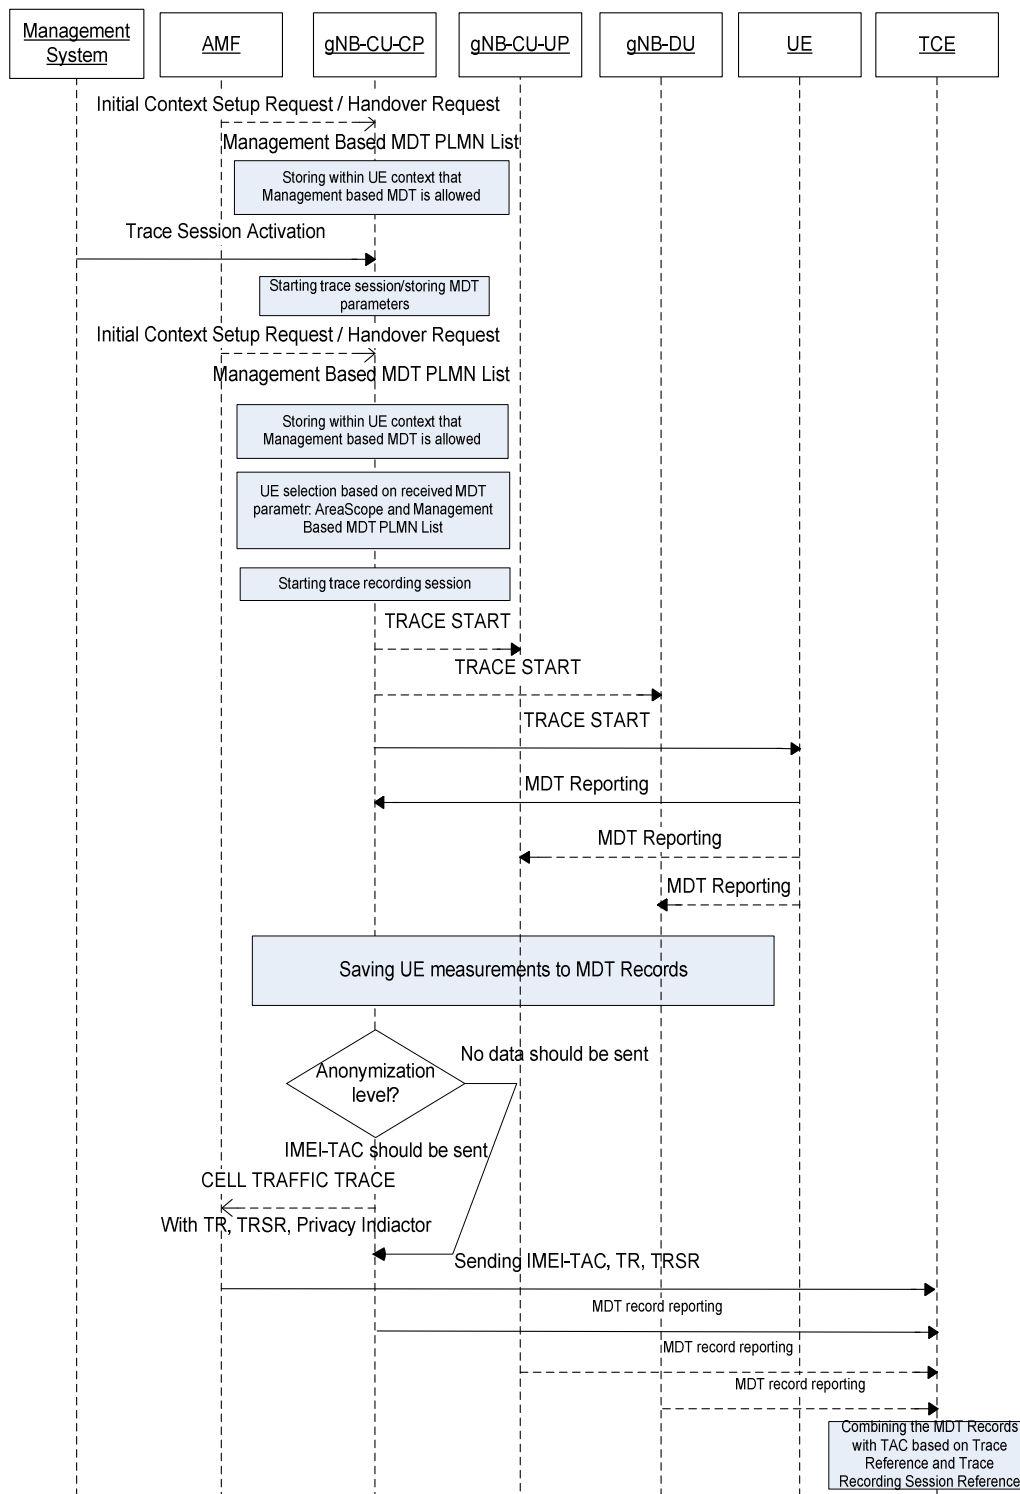 Management
System
AMF
gNB-CU-CP
gNB-CU-UP
gNB-DU
UE
TCE
Initial Context Setup Request / Handover Request
Management Based MDT PLMN List
Storing within UE context that
Management based MDT is allowed
Trace Session Activation
Starting trace session/storing MDT
parameters
Initial Context Setup Request / Handover Request
Management Based MDT PLMN List
Storing within UE context that
Management based MDT is allowed
UE selection based on received MDT
parametr: AreaScope and Management
Based MDT PLMN List
Starting trace recording session
TRACE START
TRACE START
TRACE START
MDT Reporting
MDT Reporting
MDT Reporting
Saving UE measurements to MDT Records
No data should be sent
Anonymization
level?
IMEI-TAC should be sent
CELL TRAFFIC TRACE
With TR, TRSR, Privacy Indiactor
Sending IMEI-TAC, TR, TRSR
MDT record reporting
MDT record reporting
MDT record reporting
Combining the MDT Records
with TAC based on Trace
Reference and Trace
Recording Session Reference